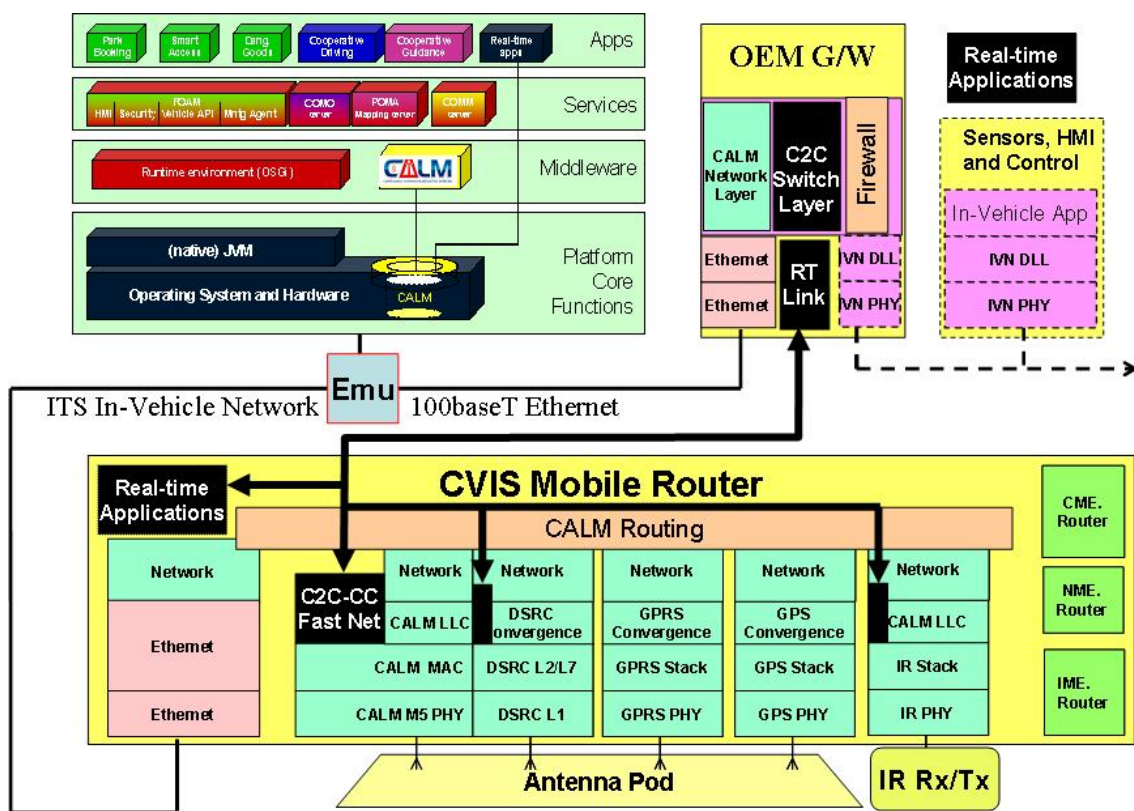 Park
Booking
Smart
Access
Dang.
Goods
Cooperative
Driving
Cooperative
Guidance
Real-time
apps
Apps
FOAM
HMI Security Vehicle API Mntg Agent
COMO
server
POMA
Mapping server
COMM
server
Services
Runtime environment (OSGi)
CALM
Middleware
(native) JVM
Operating System and Hardware
CALM
Platform
Core
Functions
OEM G/W
CALM
Network
Layer
C2C
Switch
Layer
Firewall
Ethernet
Ethernet
RT
Link
IVN DLL
IVN PHY
Real-time
Applications
Sensors, HMI
and Control
In-Vehicle App
IVN DLL
IVN PHY
Emu
ITS In-Vehicle Network
100baseT Ethernet
CVIS Mobile Router
Real-time
Applications
CALM Routing
Network
Ethernet
Ethernet
C2C-CC
Fast Net
Network
CALM LLC
CALM MAC
CALM M5 PHY
Network
DSRC
Convergence
DSRC L2/L7
DSRC L1
Network
GPRS
Convergence
GPRS Stack
GPRS PHY
Network
GPS
Convergence
GPS Stack
GPS PHY
Network
CALM LLC
IR Stack
IR PHY
CME.
Router
NME.
Router
IME.
Router
Antenna Pod
IR Rx/Tx